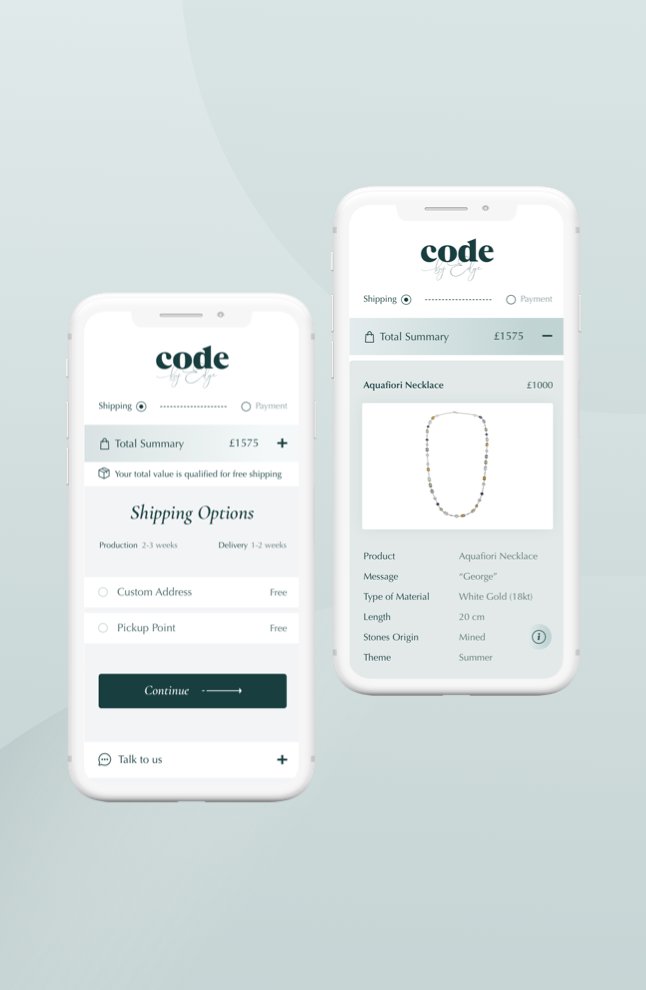 code
by Edge
Shipping Payment
Total Summary £1575
Your total value is qualified for free shipping
Shipping Options
Production 2-3 weeks Delivery 1-2 weeks
Custom Address Free
Pickup Point Free
Continue
Talk to us
code
by Edge
Shipping Payment
Total Summary £1575
Aquafiori Necklace £1000
Product Aquafiori Necklace
Message “George”
Type of Material White Gold (18kt)
Length 20 cm
Stones Origin Mined
Theme Summer